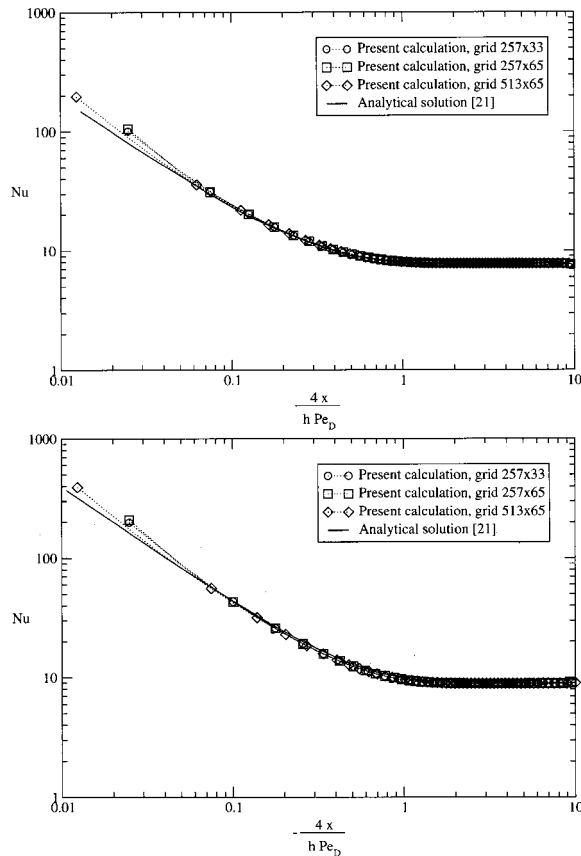 1000
Present calculation, grid 257x33
Present calculation, grid 257x65
Present calculation, grid 513x65
Analytical solution [21]
100
Nu
10
1
0.01 0.1 1 10
4 x
h Pe_D
1000
Present calculation, grid 257x33
Present calculation, grid 257x65
Present calculation, grid 513x65
Analytical solution [21]
100
Nu
10
1
0.01 0.1 1 10
4 x
h Pe_D